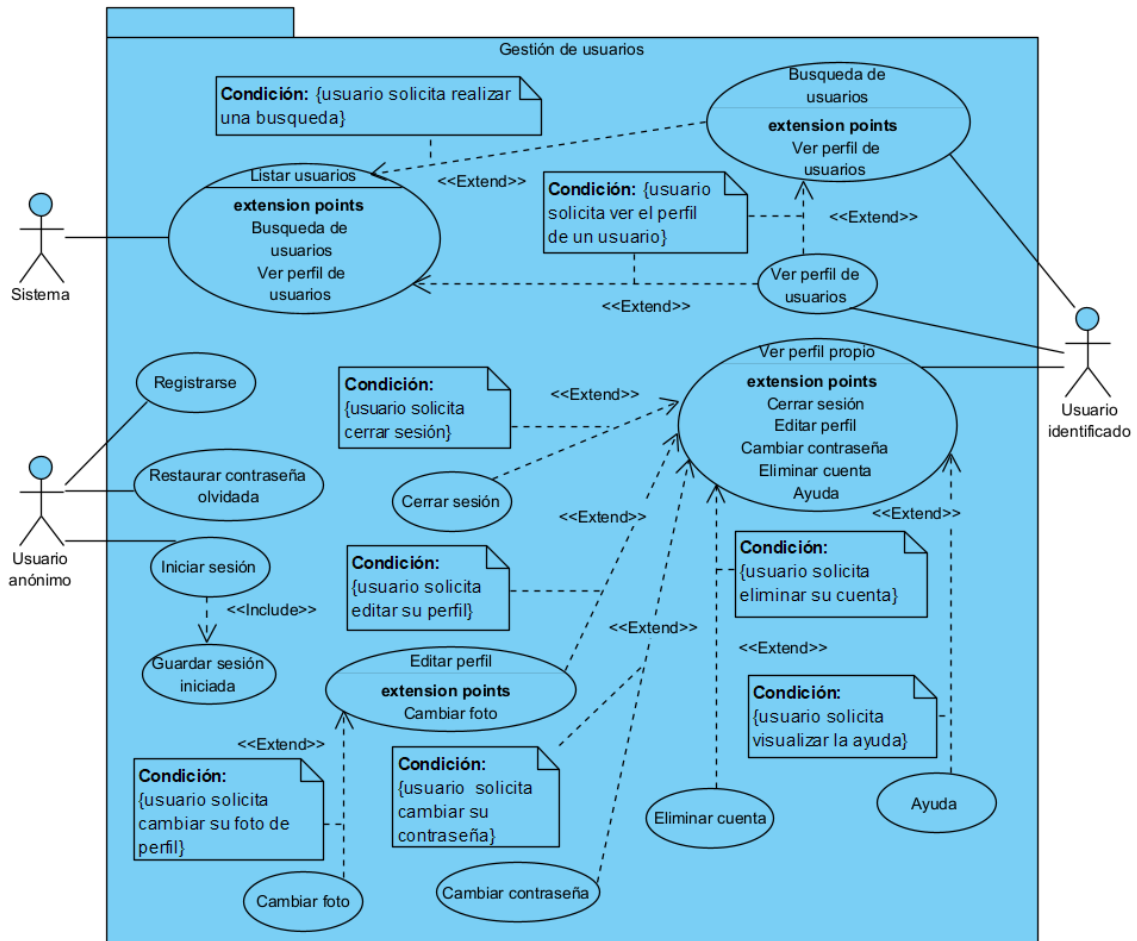 Gestión de usuarios
Condición: {usuario solicita realizar
una busqueda}
Busqueda de
usuarios
extension points
Ver perfil de
usuarios
<<Extend>>
Listar usuarios
extension points
Busqueda de
usuarios
Ver perfil de
usuarios
Condición: {usuario
solicita ver el perfil
de un usuario}
<<Extend>>
Ver perfil de
usuarios
<<Extend>>
Sistema
Usuario
identificado
Ver perfil propio
extension points
Cerrar sesión
Editar perfil
Cambiar contraseña
Eliminar cuenta
Ayuda
Registrarse
Condición:
{usuario solicita
cerrar sesión}
<<Extend>>
Restaurar contraseña
olvidada
Cerrar sesión
<<Extend>>
<<Extend>>
Usuario
anónimo
Iniciar sesión
<<Include>>
Guardar sesión
iniciada
Condición:
{usuario solicita
editar su perfil}
Condición:
{usuario solicita
eliminar su cuenta}
<<Extend>>
<<Extend>>
Editar perfil
extension points
Cambiar foto
Condición:
{usuario solicita
visualizar la ayuda}
<<Extend>>
Condición:
{usuario solicita
cambiar su foto de
perfil}
Condición:
{usuario solicita
cambiar su
contraseña}
Eliminar cuenta
Ayuda
Cambiar foto
Cambiar contraseña